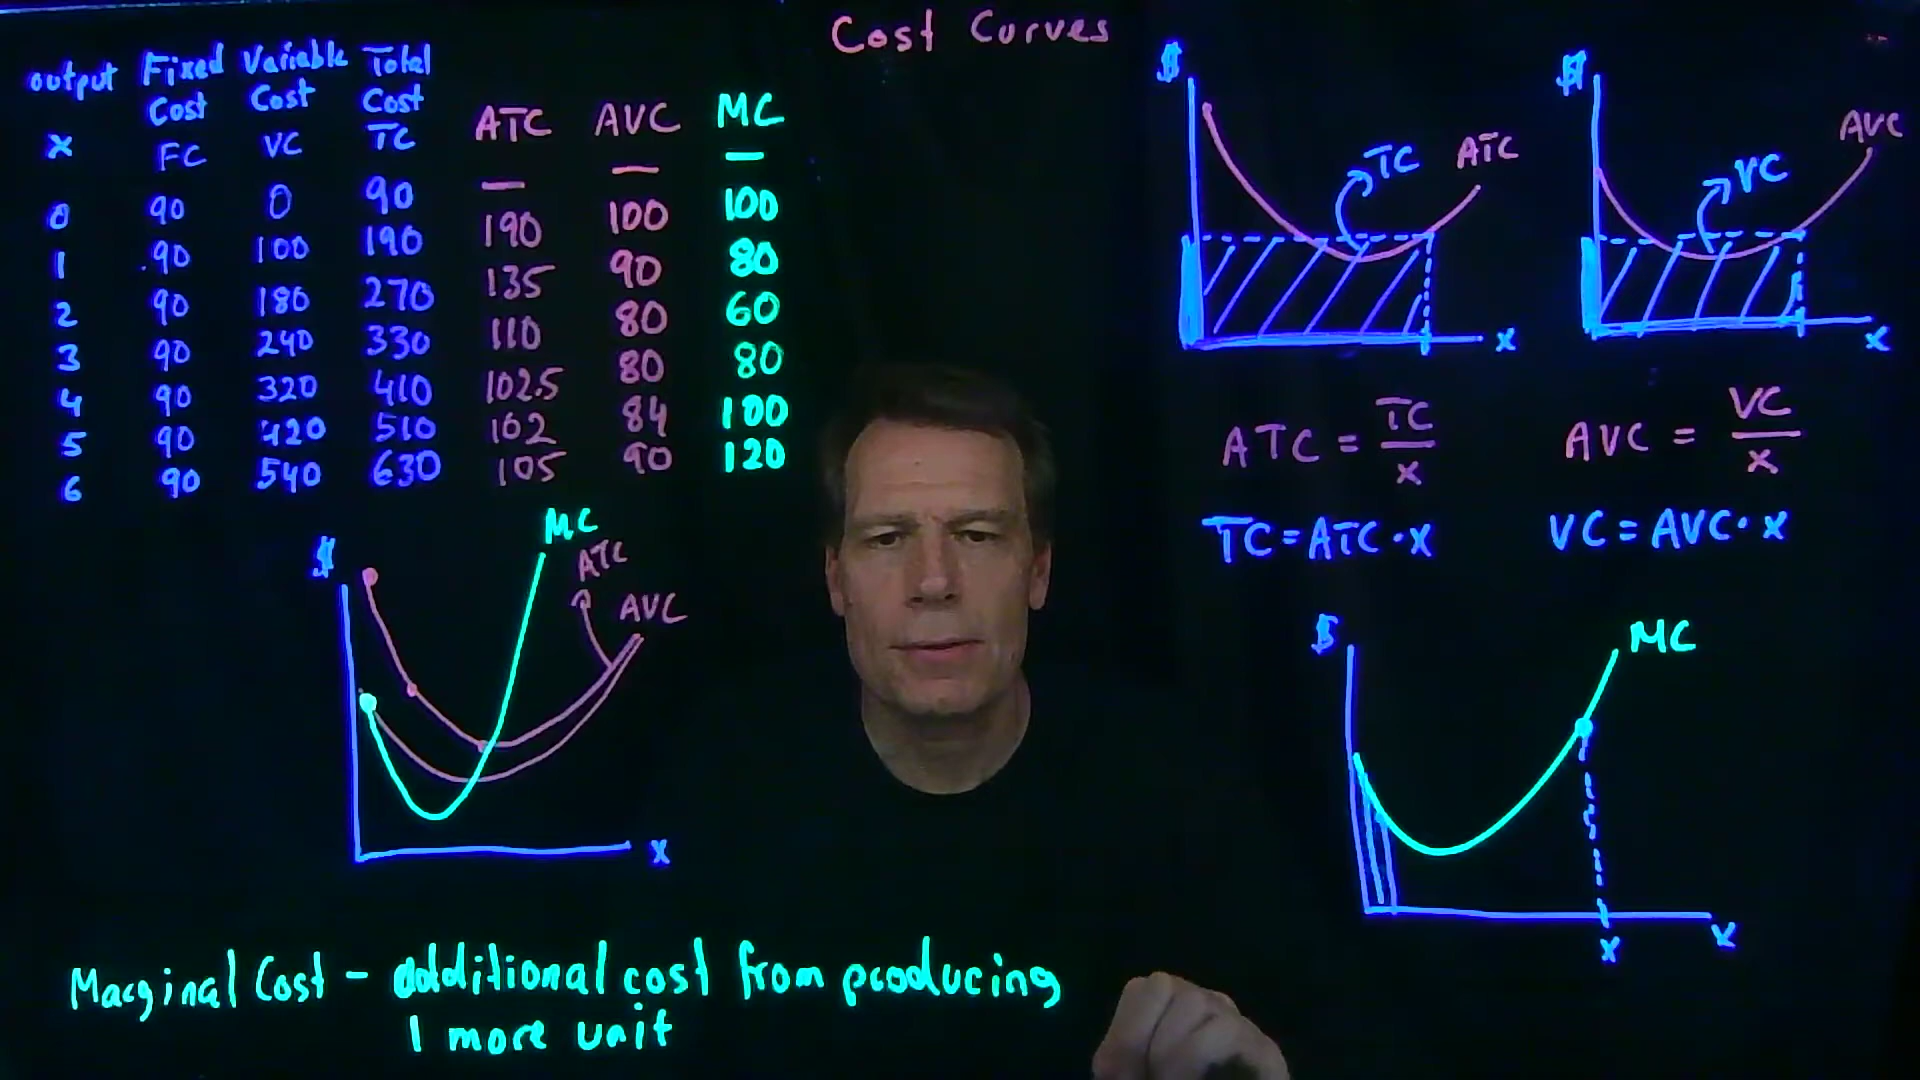 Cost Curves
output Fixed Cost Variable Cost Total Cost
x FC VC TC ATC AVC MC
0 90 0 90 — — —
1 90 100 190 190 100 100
2 90 180 270 135 90 80
3 90 240 330 110 80 60
4 90 320 410 102.5 80 80
5 90 420 510 102 84 100
6 90 540 630 105 90 120
$ TC ATC x
$ VC AVC x
ATC = TC/x
AVC = VC/x
TC = ATC · x
VC = AVC · x
$ MC ATC AVC x
$ MC x x
Marginal Cost - additional cost from producing
1 more unit